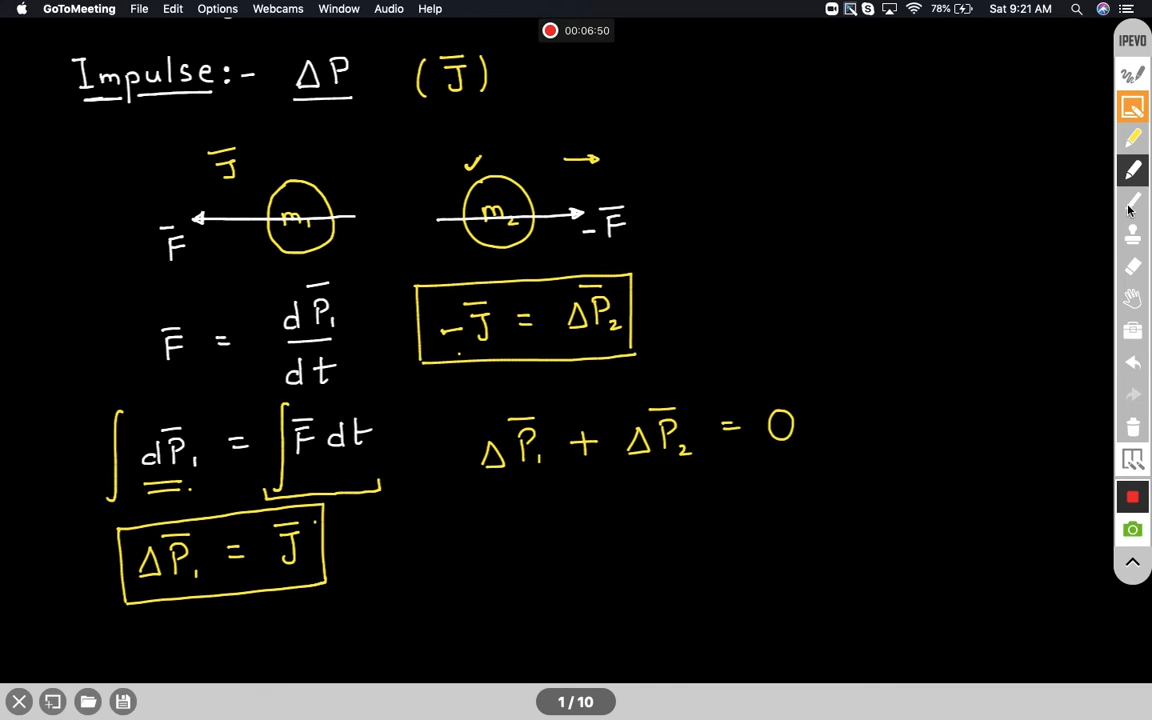 GoToMeeting File Edit Options Webcams Window Audio Help 78% Sat 9:21 AM
00:06:50
IPEVO
Impulse:- ΔP (J̅)
J̅ ✓ →
m₁ m₂
F̅ -F̅
F̅ = dP̅₁/dt
-J̅ = ΔP̅₂
∫ dP̅₁ = ∫ F̅ dt
ΔP̅₁ + ΔP̅₂ = 0
ΔP̅₁ = J̅
1 / 10